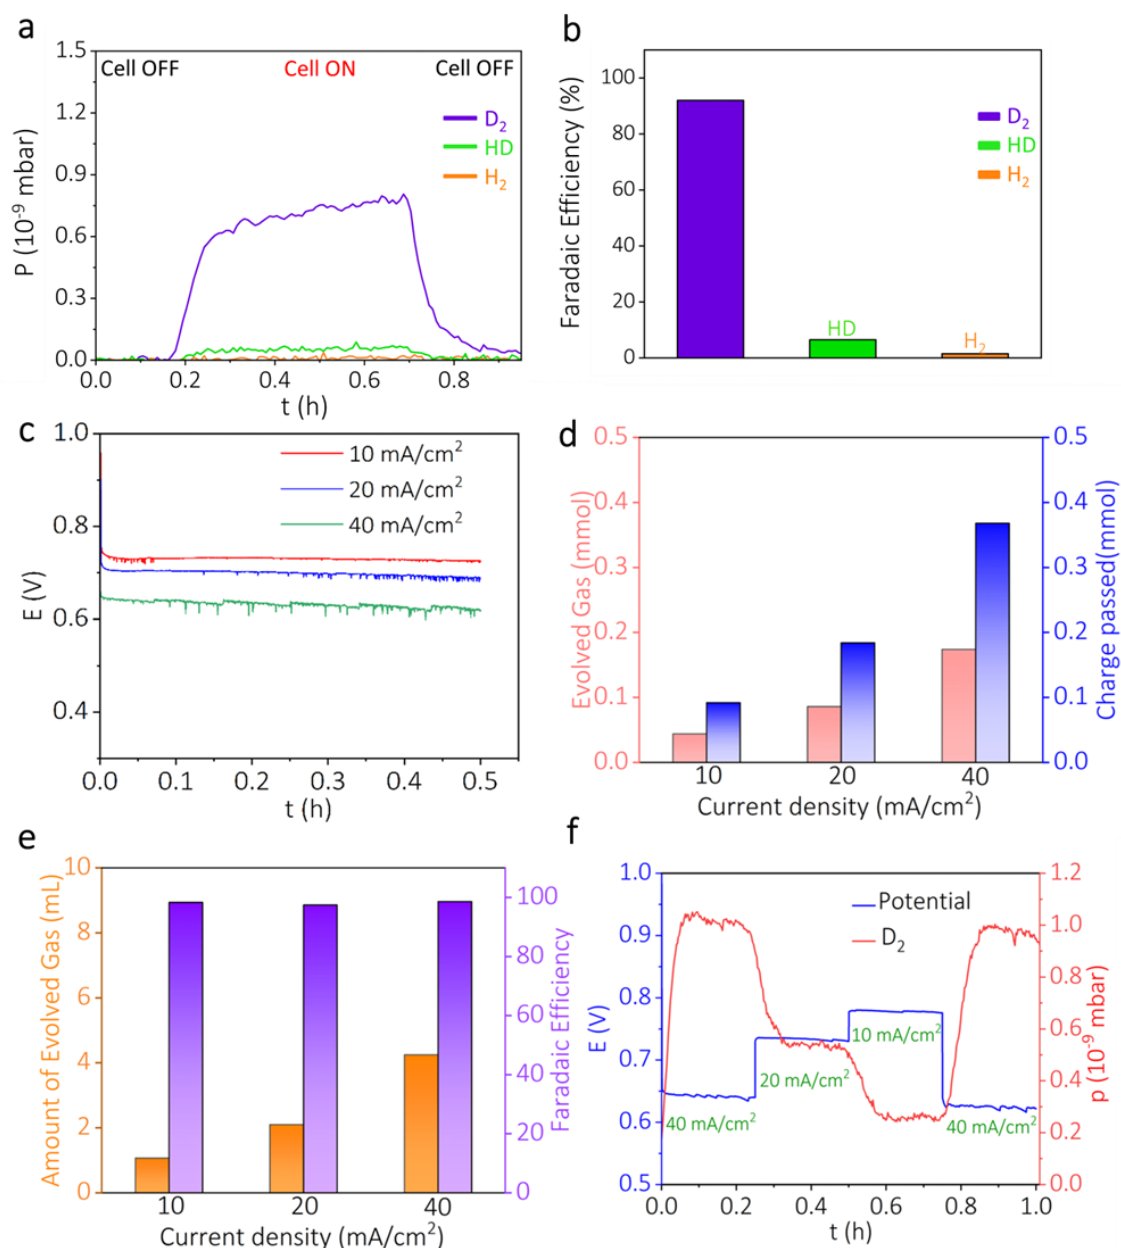 a
1.5
1.2
0.9
0.6
0.3
0.0
P (10⁻⁹ mbar)
Cell OFF
Cell ON
Cell OFF
D₂
HD
H₂
0.0 0.2 0.4 0.6 0.8
t (h)
b
100
80
60
40
20
0
Faradaic Efficiency (%)
D₂
HD
H₂
HD
H₂
c
1.0
0.8
0.6
0.4
E (V)
10 mA/cm²
20 mA/cm²
40 mA/cm²
0.0 0.1 0.2 0.3 0.4 0.5
t (h)
d
0.5
0.4
0.3
0.2
0.1
0.0
Evolved Gas (mmol)
0.5
0.4
0.3
0.2
0.1
0.0
Charge passed(mmol)
10 20 40
Current density (mA/cm²)
e
10
8
6
4
2
0
Amount of Evolved Gas (mL)
100
80
60
40
20
0
Faradaic Efficiency
10 20 40
Current density (mA/cm²)
f
1.0
0.9
0.8
0.7
0.6
0.5
E (V)
Potential
D₂
10 mA/cm²
20 mA/cm²
40 mA/cm²
40 mA/cm²
1.2
1.0
0.8
0.6
0.4
0.2
0.0
p (10⁻⁹ mbar)
0.0 0.2 0.4 0.6 0.8 1.0
t (h)